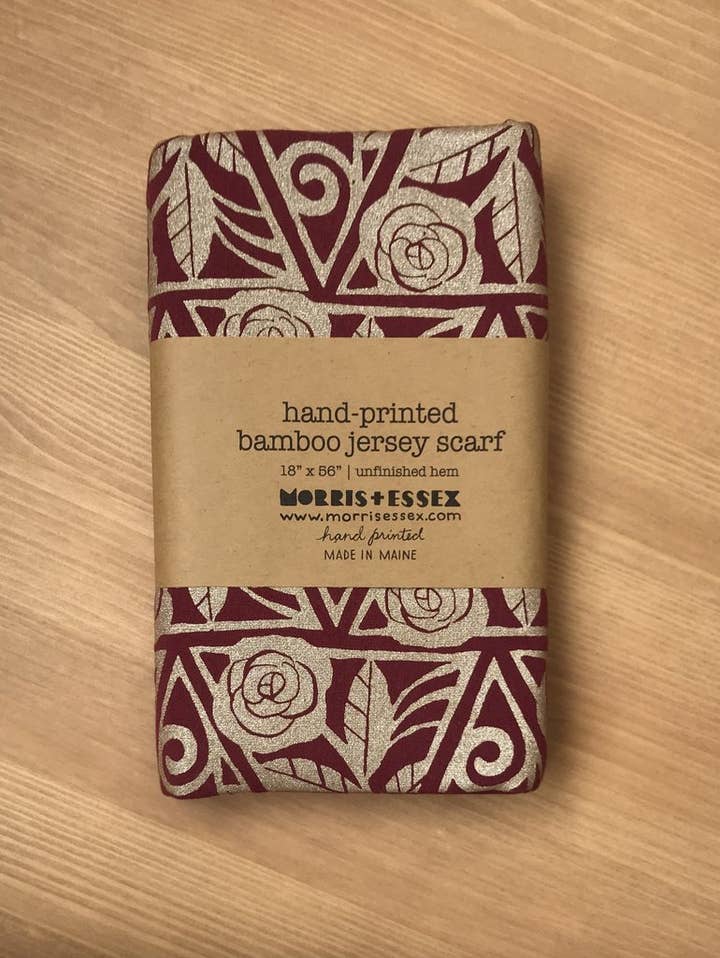 hand-printed
bamboo jersey scarf
18" x 56" | unfinished hem
MORRIS+ESSEX
www.morrisessex.com
hand printed
MADE IN MAINE